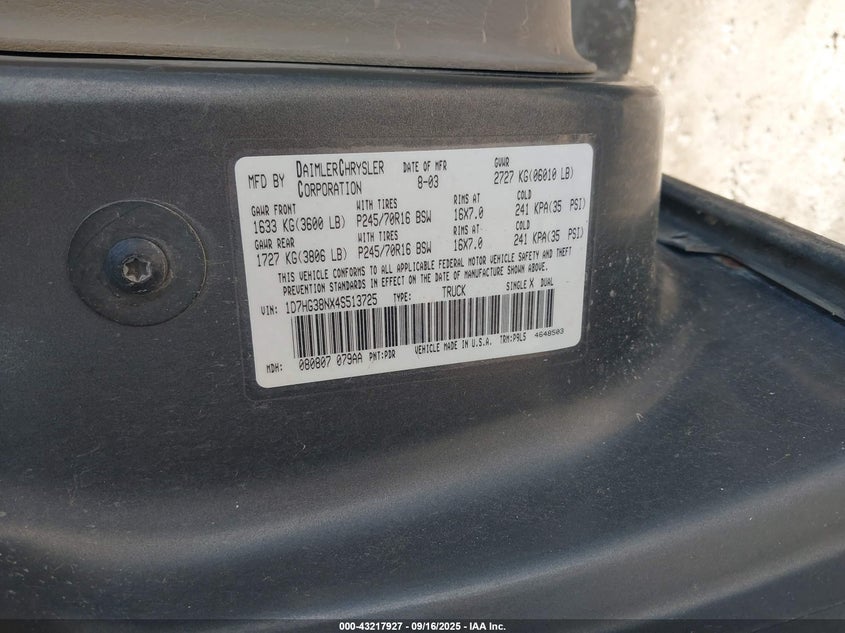 MFD BY DAIMLERCHRYSLER CORPORATION DATE OF MFR 8-03 GVWR 2727 KG(06010 LB)
GAWR FRONT WITH TIRES RIMS AT COLD
1633 KG(3600 LB) P245/70R16 BSW 16X7.0 241 KPA(35 PSI)
GAWR REAR WITH TIRES RIMS AT COLD
1727 KG(3806 LB) P245/70R16 BSW 16X7.0 241 KPA(35 PSI)
THIS VEHICLE CONFORMS TO ALL APPLICABLE FEDERAL MOTOR VEHICLE SAFETY AND THEFT
PREVENTION STANDARDS IN EFFECT ON THE DATE OF MANUFACTURE SHOWN ABOVE.
VIN: 1D7HG38NX4S513725 TYPE: TRUCK SINGLE X DUAL
MDH: 080807 079AA PNT:PDR VEHICLE MADE IN U.S.A. TRM:P9L5 4648503
000-43217927 - 09/16/2025 - IAA Inc.